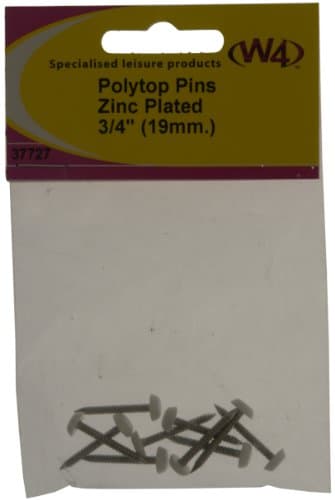 Specialised leisure products
W4
Polytop Pins
Zinc Plated
3/4" (19mm.)
37727